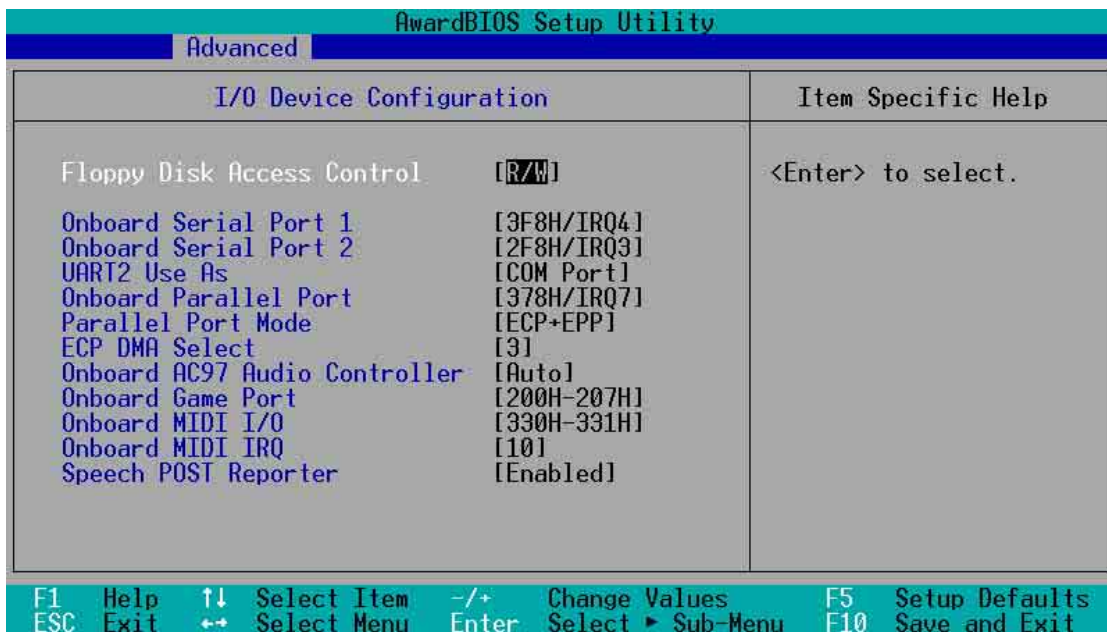 AwardBIOS Setup Utility
Advanced
I/O Device Configuration
Item Specific Help
Floppy Disk Access Control [R/W]
<Enter> to select.
Onboard Serial Port 1 [3F8H/IRQ4]
Onboard Serial Port 2 [2F8H/IRQ3]
UART2 Use As [COM Port]
Onboard Parallel Port [378H/IRQ7]
Parallel Port Mode [ECP+EPP]
ECP DMA Select [3]
Onboard AC97 Audio Controller [Auto]
Onboard Game Port [200H-207H]
Onboard MIDI I/O [330H-331H]
Onboard MIDI IRQ [10]
Speech POST Reporter [Enabled]
F1 Help ↑↓ Select Item -/+ Change Values F5 Setup Defaults
ESC Exit ←→ Select Menu Enter Select ► Sub-Menu F10 Save and Exit